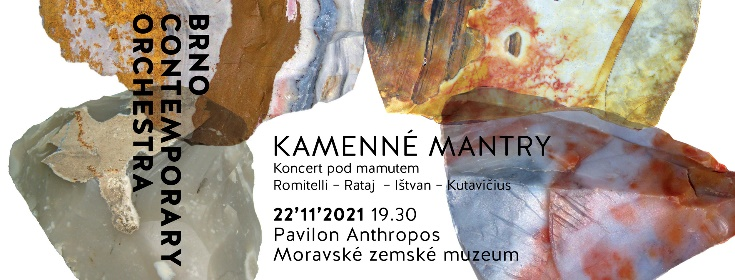 BRNO
CONTEMPORARY
ORCHESTRA
KAMENNÉ MANTRY
Koncert pod mamutem
Romitelli – Rataj – Ištvan – Kutavičius
22'11'2021 19.30
Pavilon Anthropos
Moravské zemské muzeum